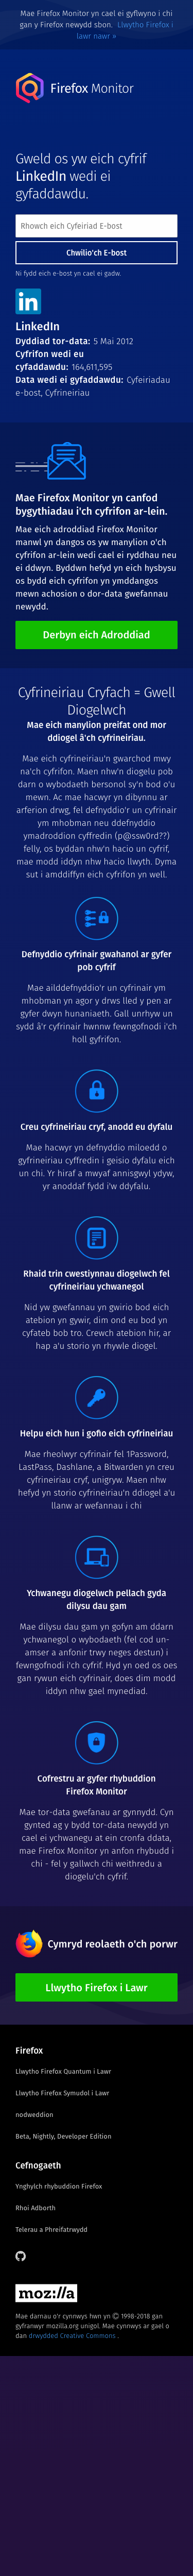 Mae Firefox Monitor yn cael ei gyflwyno i chi
gan y Firefox newydd sbon. Llwytho Firefox i
lawr nawr »
Firefox Monitor
Gweld os yw eich cyfrif
LinkedIn wedi ei
gyfaddawdu.
Rhowch eich Cyfeiriad E-bost
Chwilio'ch E-bost
Ni fydd eich e-bost yn cael ei gadw.
in
LinkedIn
Dyddiad tor-data: 5 Mai 2012
Cyfrifon wedi eu
cyfaddawdu: 164,611,595
Data wedi ei gyfaddawdu: Cyfeiriadau
e-bost, Cyfrineiriau
Mae Firefox Monitor yn canfod
bygythiadau i'ch cyfrifon ar-lein.
Mae eich adroddiad Firefox Monitor
manwl yn dangos os yw manylion o'ch
cyfrifon ar-lein wedi cael ei ryddhau neu
ei ddwyn. Byddwn hefyd yn eich hysbysu
os bydd eich cyfrifon yn ymddangos
mewn achosion o dor-data gwefannau
newydd.
Derbyn eich Adroddiad
Cyfrineiriau Cryfach = Gwell
Diogelwch
Mae eich manylion preifat ond mor
ddiogel â'ch cyfrineiriau.
Mae eich cyfrineiriau'n gwarchod mwy
na'ch cyfrifon. Maen nhw'n diogelu pob
darn o wybodaeth bersonol sy'n bod o'u
mewn. Ac mae hacwyr yn dibynnu ar
arferion drwg, fel defnyddio'r un cyfrinair
ym mhobman neu ddefnyddio
ymadroddion cyffredin (p@ssw0rd??)
felly, os byddan nhw'n hacio un cyfrif,
mae modd iddyn nhw hacio llwyth. Dyma
sut i amddiffyn eich cyfrifon yn well.
Defnyddio cyfrinair gwahanol ar gyfer
pob cyfrif
Mae ailddefnyddio'r un cyfrinair ym
mhobman yn agor y drws lled y pen ar
gyfer dwyn hunaniaeth. Gall unrhyw un
sydd â'r cyfrinair hwnnw fewngofnodi i'ch
holl gyfrifon.
Creu cyfrineiriau cryf, anodd eu dyfalu
Mae hacwyr yn defnyddio miloedd o
gyfrineiriau cyffredin i geisio dyfalu eich
un chi. Yr hiraf a mwyaf annisgwyl ydyw,
yr anoddaf fydd i'w ddyfalu.
Rhaid trin cwestiynnau diogelwch fel
cyfrineiriau ychwanegol
Nid yw gwefannau yn gwirio bod eich
atebion yn gywir, dim ond eu bod yn
cyfateb bob tro. Crewch atebion hir, ar
hap a'u storio yn rhywle diogel.
Helpu eich hun i gofio eich cyfrineiriau
Mae rheolwyr cyfrinair fel 1Password,
LastPass, Dashlane, a Bitwarden yn creu
cyfrineiriau cryf, unigryw. Maen nhw
hefyd yn storio cyfrineiriau'n ddiogel a'u
llanw ar wefannau i chi
Ychwanegu diogelwch pellach gyda
dilysu dau gam
Mae dilysu dau gam yn gofyn am ddarn
ychwanegol o wybodaeth (fel cod un-
amser a anfonir trwy neges destun) i
fewngofnodi i'ch cyfrif. Hyd yn oed os oes
gan rywun eich cyfrinair, does dim modd
iddyn nhw gael mynediad.
Cofrestru ar gyfer rhybuddion
Firefox Monitor
Mae tor-data gwefanau ar gynnydd. Cyn
gynted ag y bydd tor-data newydd yn
cael ei ychwanegu at ein cronfa ddata,
mae Firefox Monitor yn anfon rhybudd i
chi - fel y gallwch chi weithredu a
diogelu'ch cyfrif.
Cymryd reolaeth o'ch porwr
Llwytho Firefox i Lawr
Firefox
Llwytho Firefox Quantum i Lawr
Llwytho Firefox Symudol i Lawr
nodweddion
Beta, Nightly, Developer Edition
Cefnogaeth
Ynghylch rhybuddion Firefox
Rhoi Adborth
Telerau a Phreifatrwydd
moz://a
Mae darnau o'r cynnwys hwn yn © 1998-2018 gan
gyfranwyr mozilla.org unigol. Mae cynnwys ar gael o
dan drwydded Creative Commons .